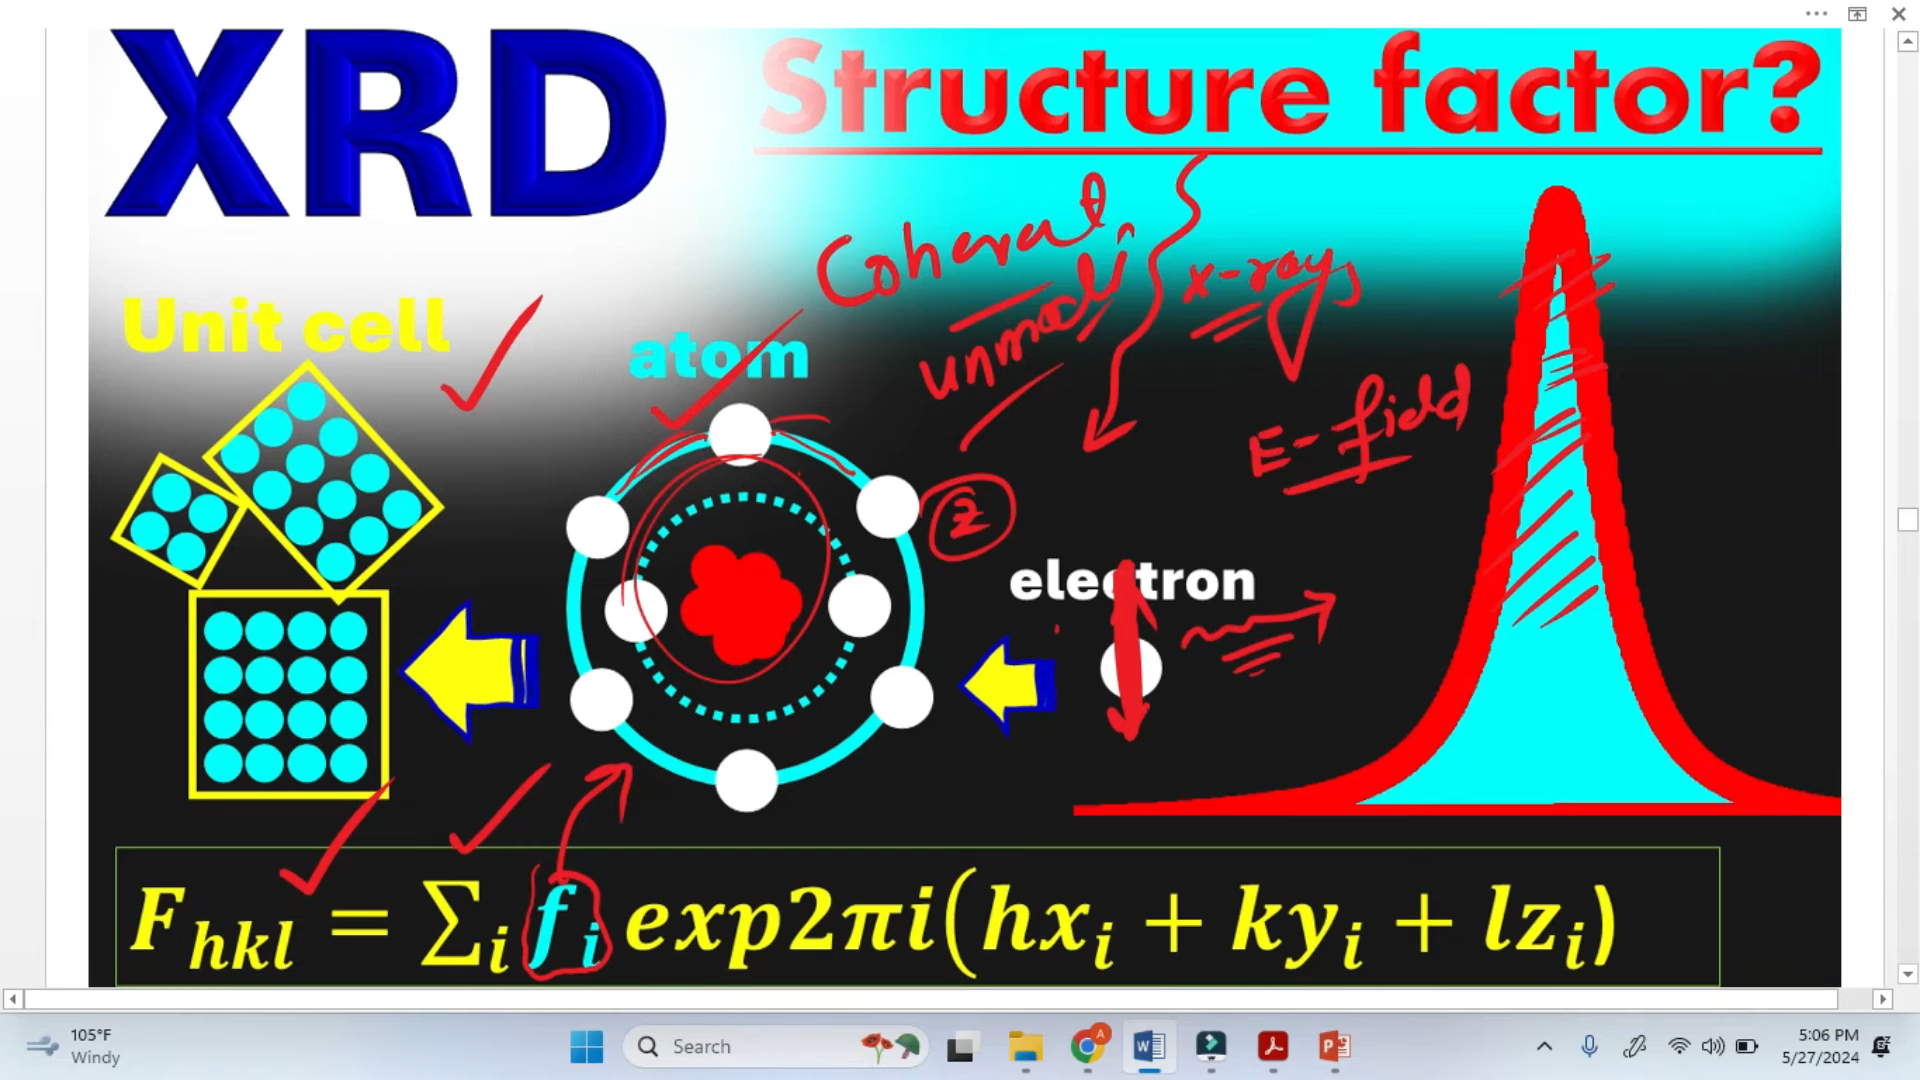 XRD
Structure factor?
Coherent
unmodi
x-rays
E-field
Unit cell
atom
Z
electron
F_hkl = ∑_i f_i exp2πi(hx_i + ky_i + lz_i)
105°F
Windy
Search
A
5:06 PM
5/27/2024